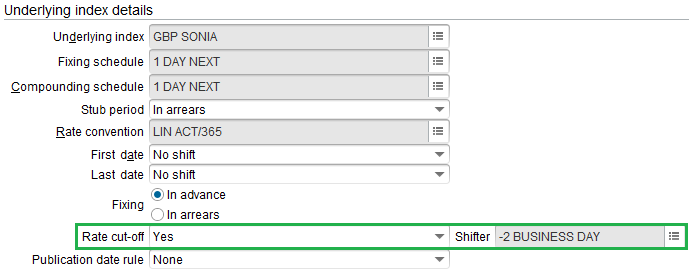 Underlying index details
Underlying index GBP SONIA
Fixing schedule 1 DAY NEXT
Compounding schedule 1 DAY NEXT
Stub period In arrears
Rate convention LIN ACT/365
First date No shift
Last date No shift
Fixing In advance
In arrears
Rate cut-off Yes Shifter -2 BUSINESS DAY
Publication date rule None